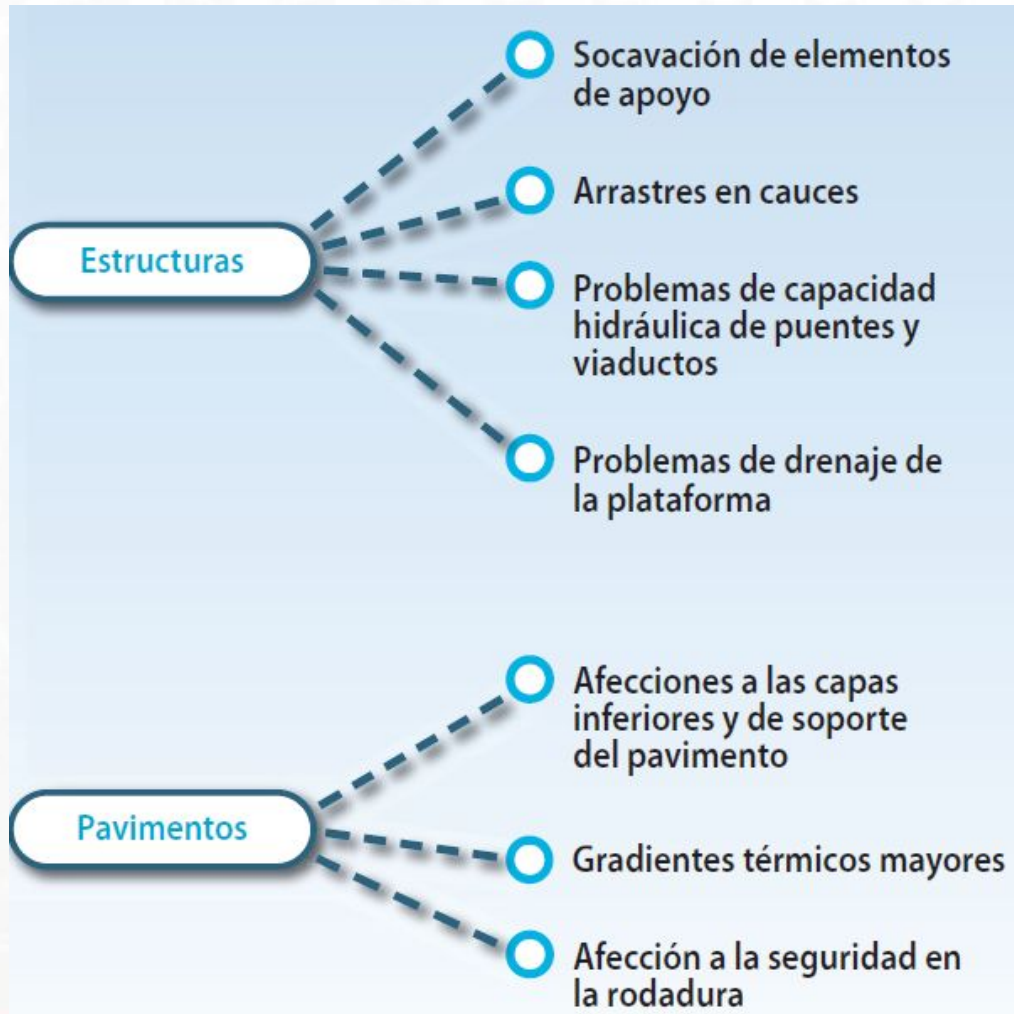 Estructuras
Socavación de elementos
de apoyo
Arrastres en cauces
Problemas de capacidad
hidráulica de puentes y
viaductos
Problemas de drenaje de
la plataforma
Pavimentos
Afecciones a las capas
inferiores y de soporte
del pavimento
Gradientes térmicos mayores
Afección a la seguridad en
la rodadura